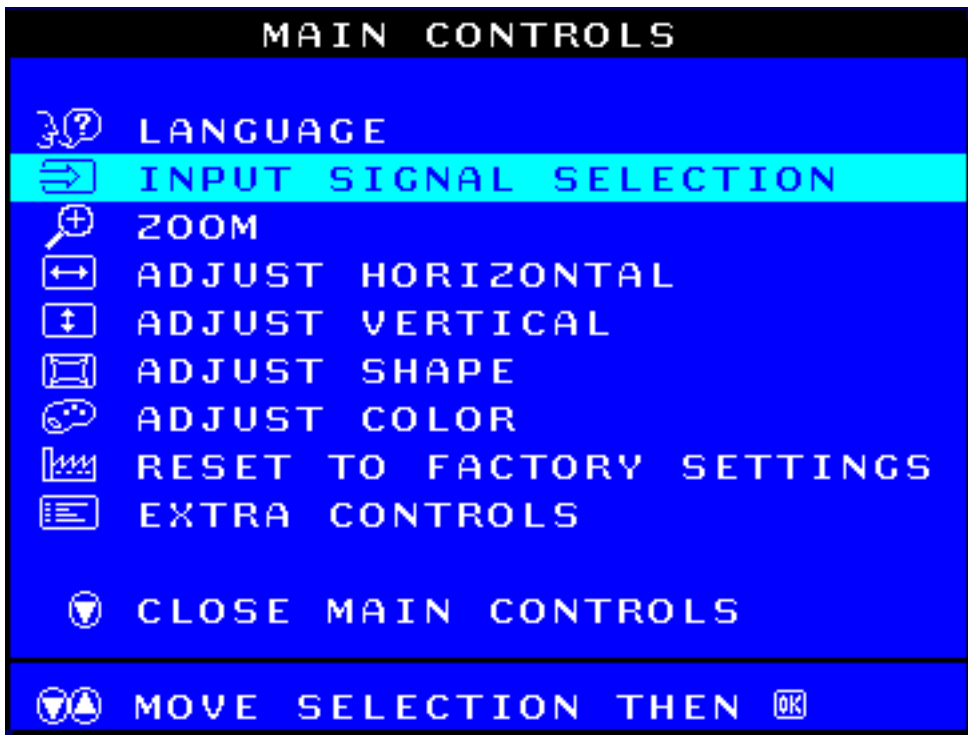 MAIN CONTROLS
LANGUAGE
INPUT SIGNAL SELECTION
ZOOM
ADJUST HORIZONTAL
ADJUST VERTICAL
ADJUST SHAPE
ADJUST COLOR
RESET TO FACTORY SETTINGS
EXTRA CONTROLS
CLOSE MAIN CONTROLS
MOVE SELECTION THEN OK